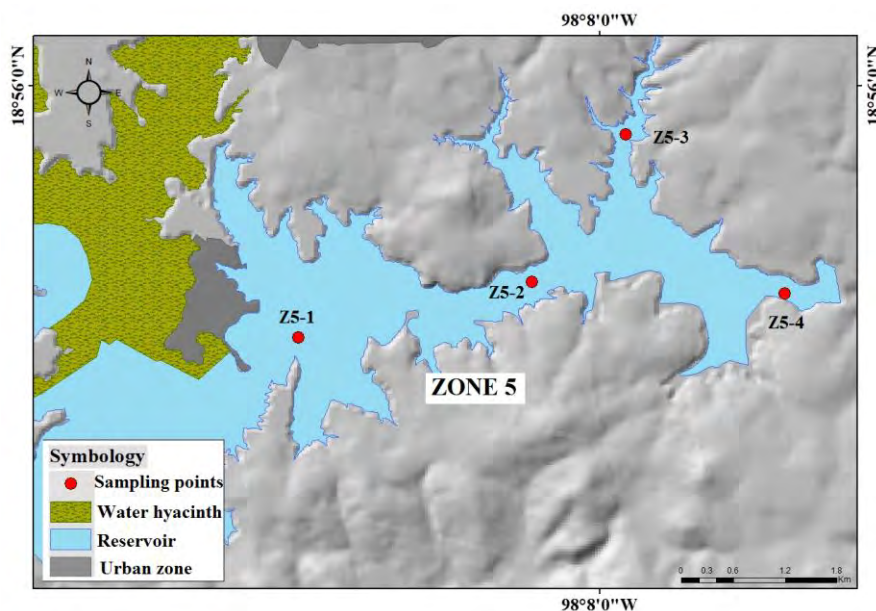 98°8'0"W
18°56'0"N
18°56'0"N
N
W E
S
Z5-3
Z5-2
Z5-4
Z5-1
ZONE 5
Symbology
Sampling points
Water hyacinth
Reservoir
Urban zone
0 0.3 0.6 1.2 1.8
Km
98°8'0"W